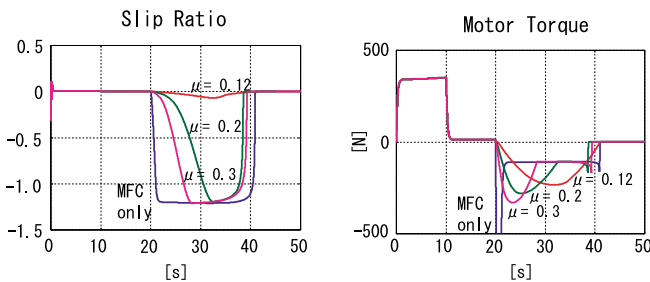 Slip Ratio
0.5
0
-0.5
-1.0
-1.5
0 10 20 30 40 50
[s]
μ = 0.12
μ = 0.2
μ = 0.3
MFC
only
Motor Torque
500
0
-500
[N]
0 10 20 30 40 50
[s]
μ = 0.12
μ = 0.2
μ = 0.3
MFC
only